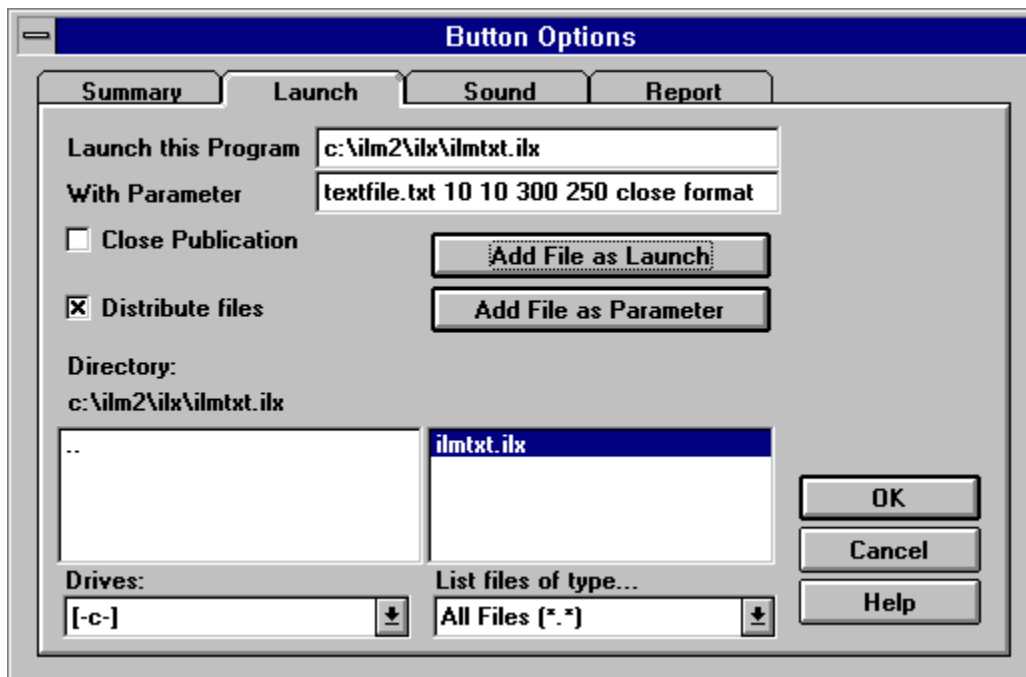 Button Options
Summary Launch Sound Report
Launch this Program c:\ilm2\ilx\ilmtxt.ilx
With Parameter textfile.txt 10 10 300 250 close format
Close Publication
Add File as Launch
Distribute files
Add File as Parameter
Directory:
c:\ilm2\ilx\ilmtxt.ilx
..
ilmtxt.ilx
OK
Cancel
Drives: List files of type...
[-c-] All Files (*.*)
Help